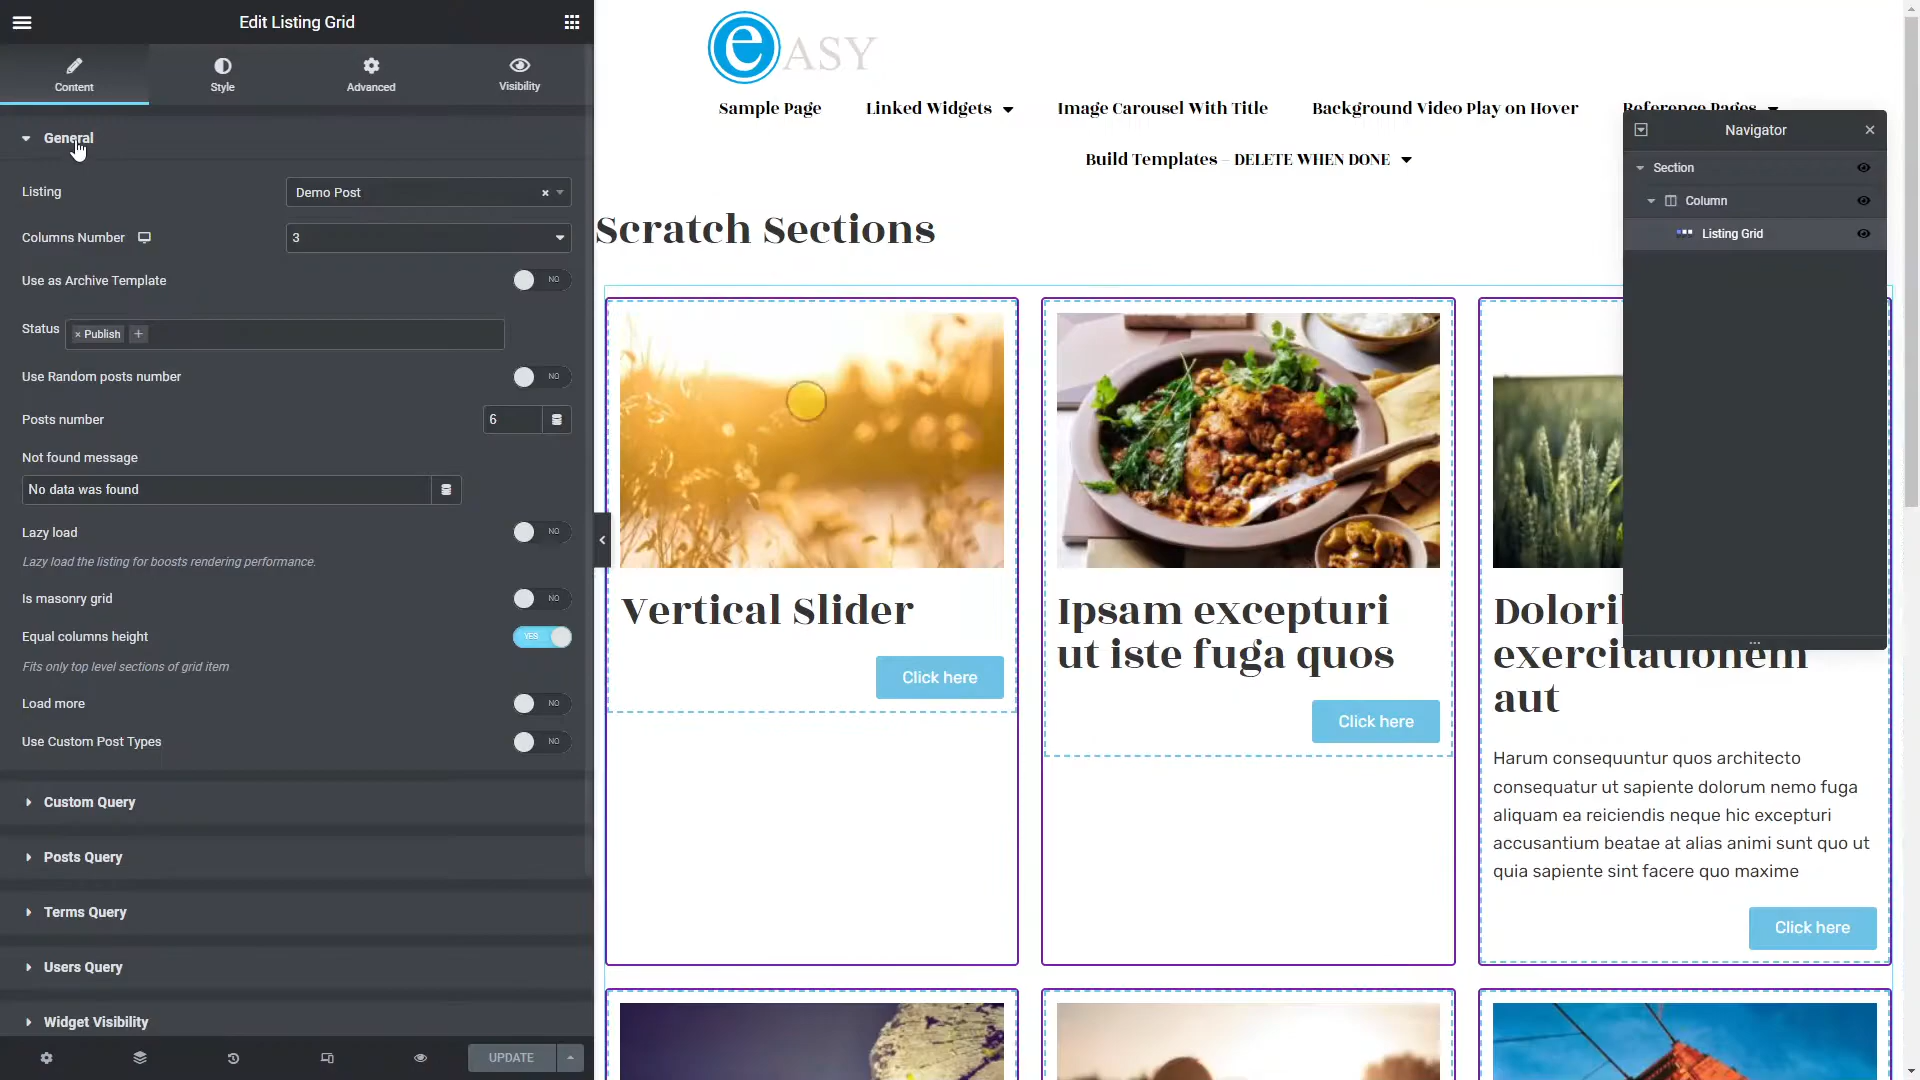 Edit Listing Grid
Content
Style
Advanced
Visibility
General
Listing
Demo Post
Columns Number
3
Use as Archive Template
NO
Status
× Publish +
Use Random posts number
NO
Posts number
6
Not found message
No data was found
Lazy load
NO
Lazy load the listing for boosts rendering performance.
Is masonry grid
NO
Equal columns height
YES
Fits only top level sections of grid item
Load more
NO
Use Custom Post Types
NO
Custom Query
Posts Query
Terms Query
Users Query
Widget Visibility
UPDATE
eASY
Sample Page
Linked Widgets
Image Carousel With Title
Background Video Play on Hover
Reference Pages
Build Templates – DELETE WHEN DONE
Scratch Sections
Vertical Slider
Click here
Ipsam excepturi
ut iste fuga quos
Click here
exercitationem
aut
Harum consequuntur quos architecto
consequatur ut sapiente dolorum nemo fuga
aliquam ea reiciendis neque hic excepturi
accusantium beatae at alias animi sunt quo ut
quia sapiente sint facere quo maxime
Click here
Navigator
Section
Column
Listing Grid